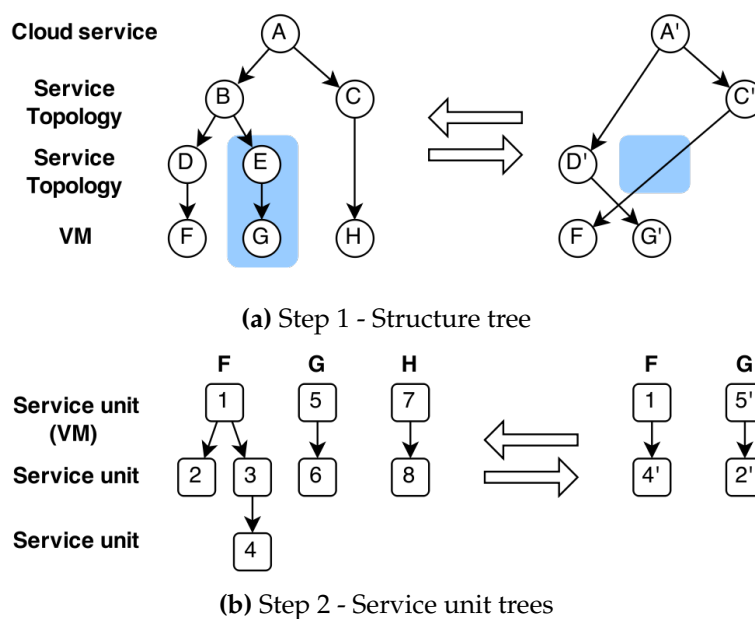 Cloud service A A'
Service Topology B C C'
Service Topology D E D'
VM F G H F G'
(a) Step 1 - Structure tree
F G H F G
Service unit (VM) 1 5 7 1 5'
Service unit 2 3 6 8 4' 2'
Service unit 4
(b) Step 2 - Service unit trees